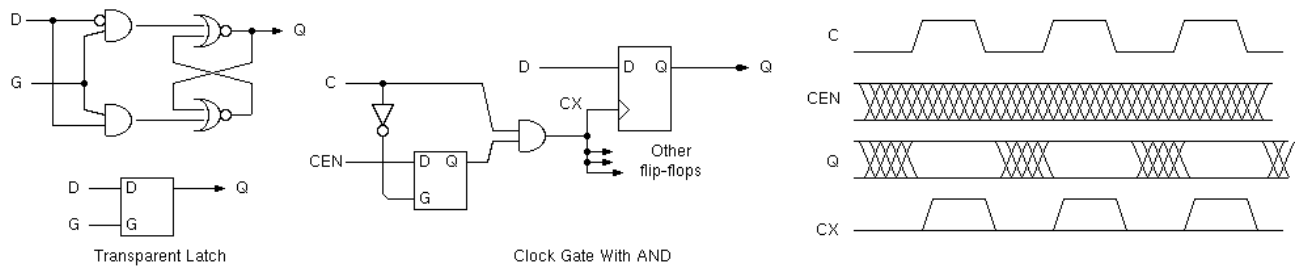 D
Q
G
D
D
Q
G
G
Transparent Latch
C
CEN
D
Q
G
CX
D
D
Q
Q
Other
flip-flops
Clock Gate With AND
C
CEN
Q
CX